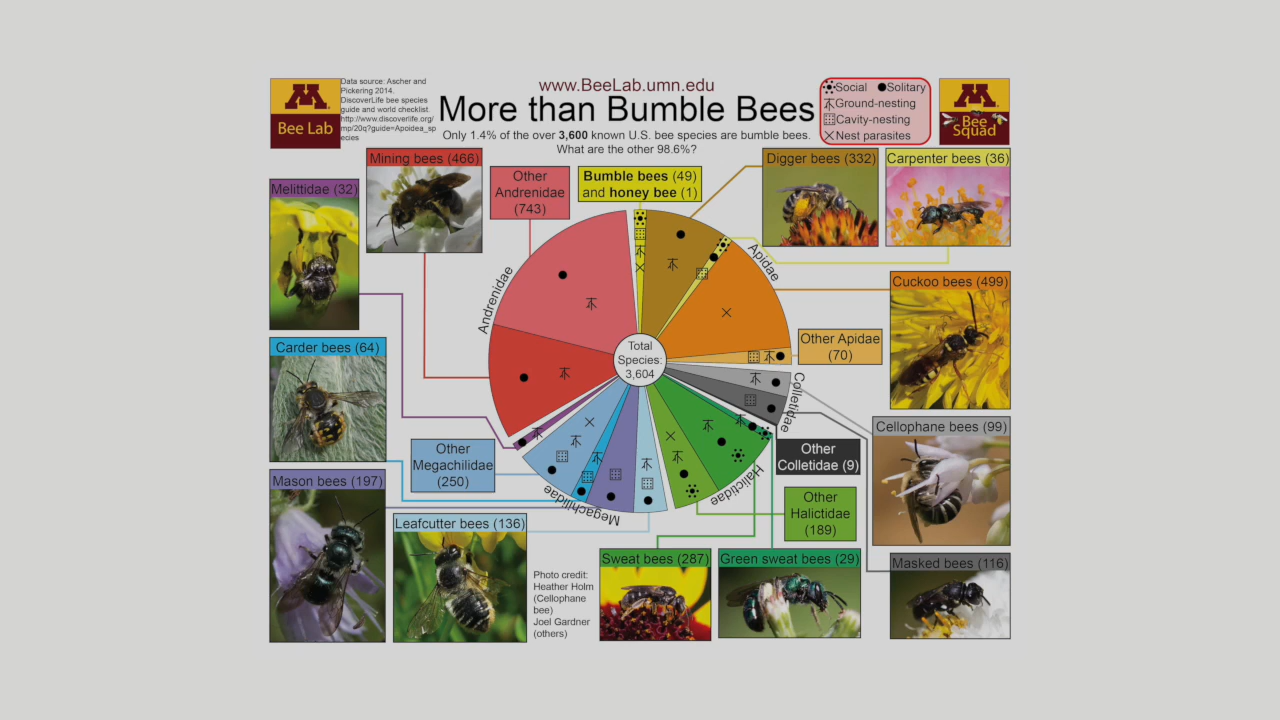 M
Bee Lab
Data source: Ascher and
Pickering 2014.
DiscoverLife bee species
guide and world checklist.
http://www.discoverlife.org/
mp/20q?guide=Apoidea_sp
ecies
www.BeeLab.umn.edu
More than Bumble Bees
Only 1.4% of the over 3,600 known U.S. bee species are bumble bees.
What are the other 98.6%?
Social Solitary
Ground-nesting
Cavity-nesting
Nest parasites
M
Bee
Squad
Melittidae (32)
Mining bees (466)
Other
Andrenidae
(743)
Bumble bees (49)
and honey bee (1)
Digger bees (332)
Carpenter bees (36)
Andrenidae
Apidae
Cuckoo bees (499)
Carder bees (64)
Total
Species:
3,604
Other Apidae
(70)
Colletidae
Cellophane bees (99)
Other
Megachilidae
(250)
Other
Colletidae (9)
Mason bees (197)
Megachilidae
Halictidae
Other
Halictidae
(189)
Leafcutter bees (136)
Sweat bees (287)
Green sweat bees (29)
Masked bees (116)
Photo credit:
Heather Holm
(Cellophane
bee)
Joel Gardner
(others)